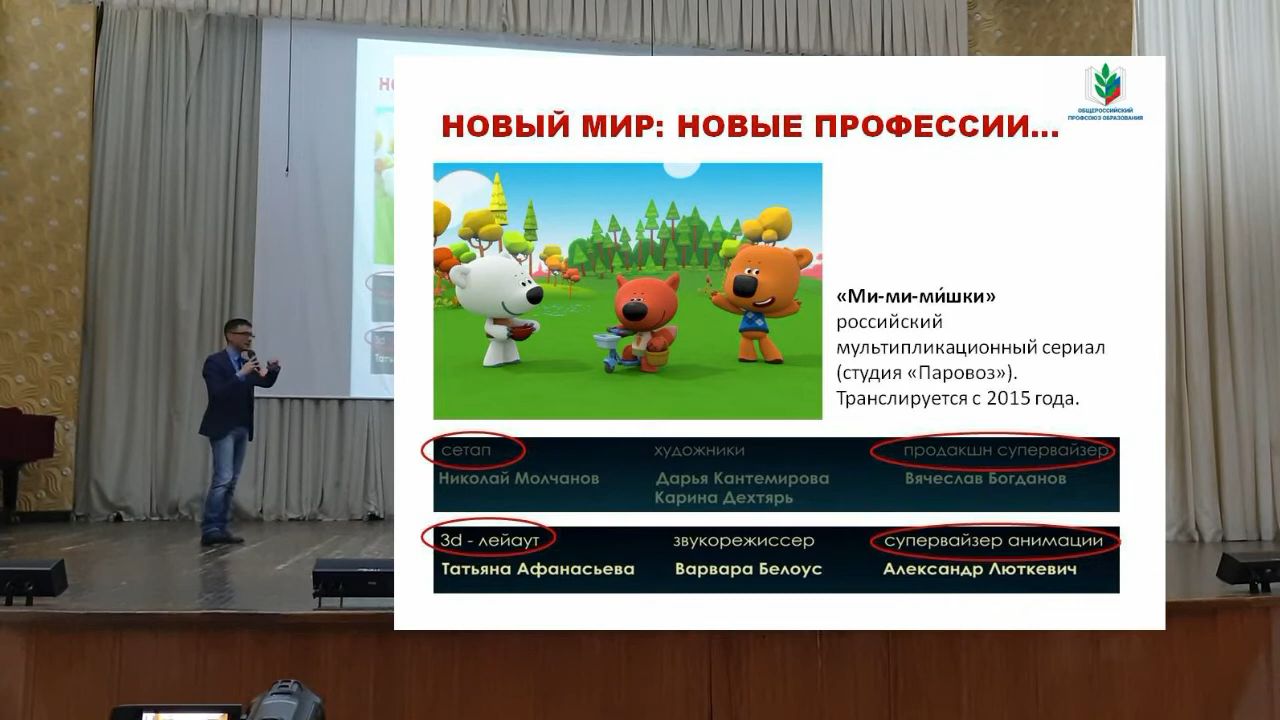 ОБЩЕРОССИЙСКИЙ
ПРОФСОЮЗ ОБРАЗОВАНИЯ
НОВЫЙ МИР: НОВЫЕ ПРОФЕССИИ...
«Ми-ми-ми́шки»
российский
мультипликационный сериал
(студия «Паровоз»).
Транслируется с 2015 года.
сетап художники продакшн супервайзер
Николай Молчанов Дарья Кантемирова Вячеслав Богданов
Карина Дехтярь
3d - лейаут звукорежиссер супервайзер анимации
Татьяна Афанасьева Варвара Белоус Александр Люткевич